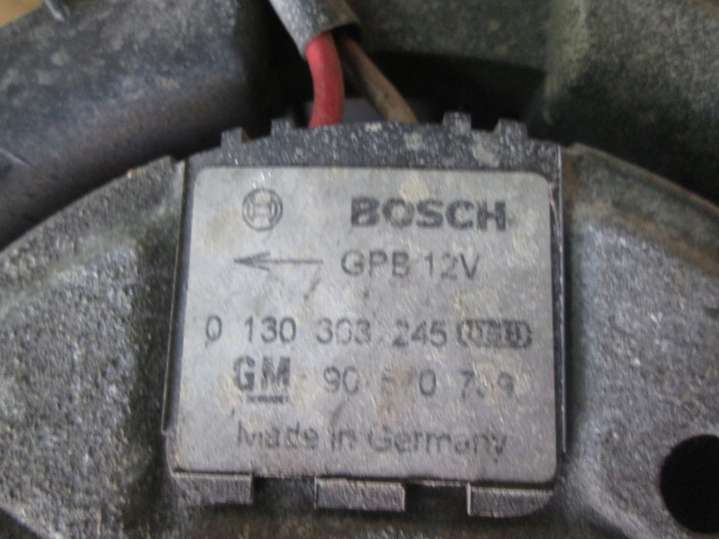 BOSCH
GPB 12V
0 130 303 245
GM 90
Made in Germany